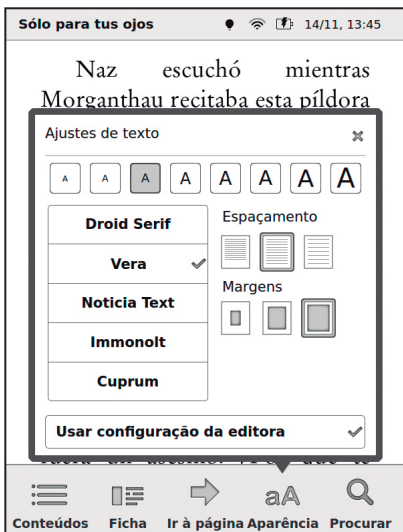 Sólo para tus ojos 14/11, 13:45
Naz escuchó mientras
Morganthau recitaba esta píldora
Ajustes de texto
A A A A A A A A
Droid Serif
Vera
Noticia Text
Immonolt
Cuprum
Espaçamento
Margens
Usar configuração da editora
aA
Conteúdos Ficha Ir à página Aparência Procurar